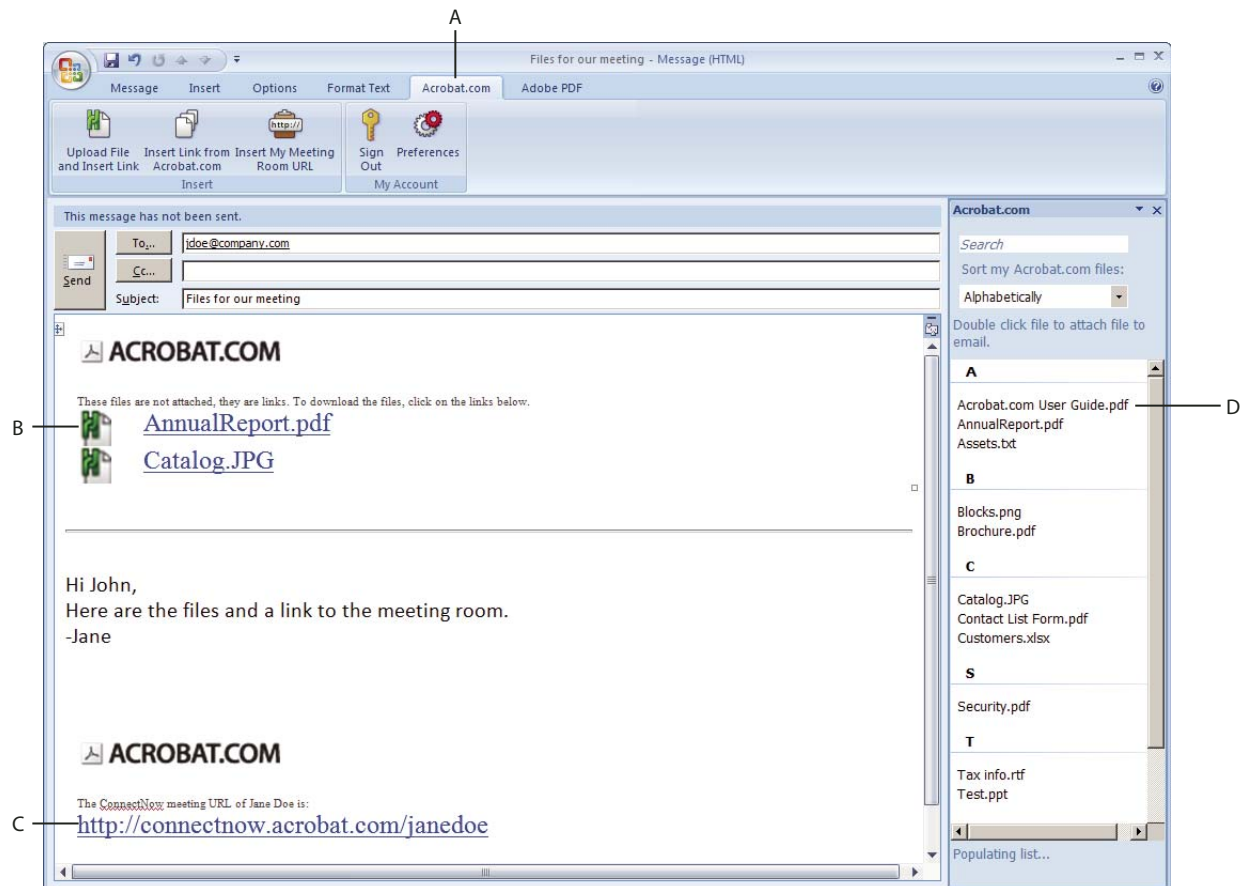 A
Files for our meeting - Message (HTML)
Message Insert Options Format Text Acrobat.com Adobe PDF
Upload File and Insert Link
Insert Link from Acrobat.com
http://
Insert My Meeting Room URL
Sign Out
Preferences
Insert
My Account
This message has not been sent.
Send
To... jdoe@company.com
Cc...
Subject: Files for our meeting
ACROBAT.COM
These files are not attached, they are links. To download the files, click on the links below.
B
AnnualReport.pdf
Catalog.JPG
Hi John,
Here are the files and a link to the meeting room.
-Jane
ACROBAT.COM
The ConnectNow meeting URL of Jane Doe is:
C
http://connectnow.acrobat.com/janedoe
Acrobat.com
Search
Sort my Acrobat.com files:
Alphabetically
Double click file to attach file to
email.
A
Acrobat.com User Guide.pdf
D
AnnualReport.pdf
Assets.txt
B
Blocks.png
Brochure.pdf
C
Catalog.JPG
Contact List Form.pdf
Customers.xlsx
S
Security.pdf
T
Tax info.rtf
Test.ppt
Populating list...